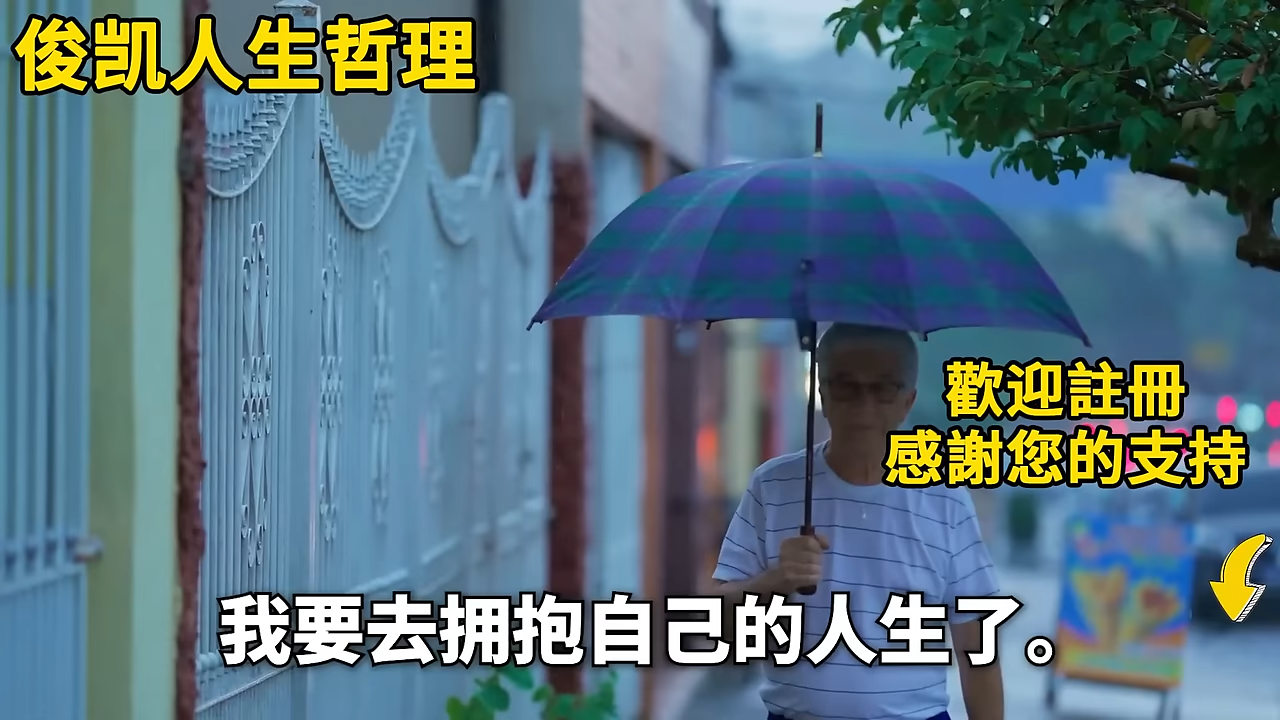 俊凯人生哲理
歡迎註冊
感謝您的支持
我要去拥抱自己的人生了。